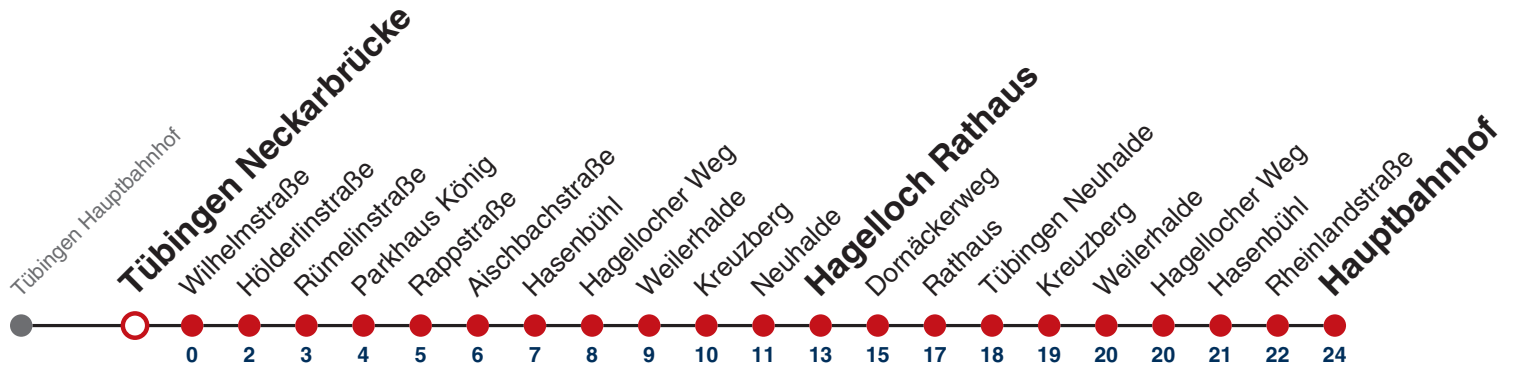 Tübingen Hauptbahnhof
Tübingen Neckarbrücke
Wilhelmstraße
Hölderlinstraße
Rümelinstraße
Parkhaus König
Rappstraße
Aischbachstraße
Hasenbühl
Hagellocher Weg
Weilerhalde
Kreuzberg
Neuhalde
Hagelloch Rathaus
Dornäckerweg
Rathaus
Tübingen Neuhalde
Kreuzberg
Weilerhalde
Hagellocher Weg
Hasenbühl
Rheinlandstraße
Hauptbahnhof
0 2 3 4 5 6 7 8 9 10 11 13 15 17 18 19 20 20 21 22 24